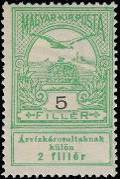 MAGYAR KIR. POSTA
5
FILLÉR
Árvízkárosultaknak
külön
2 fillér